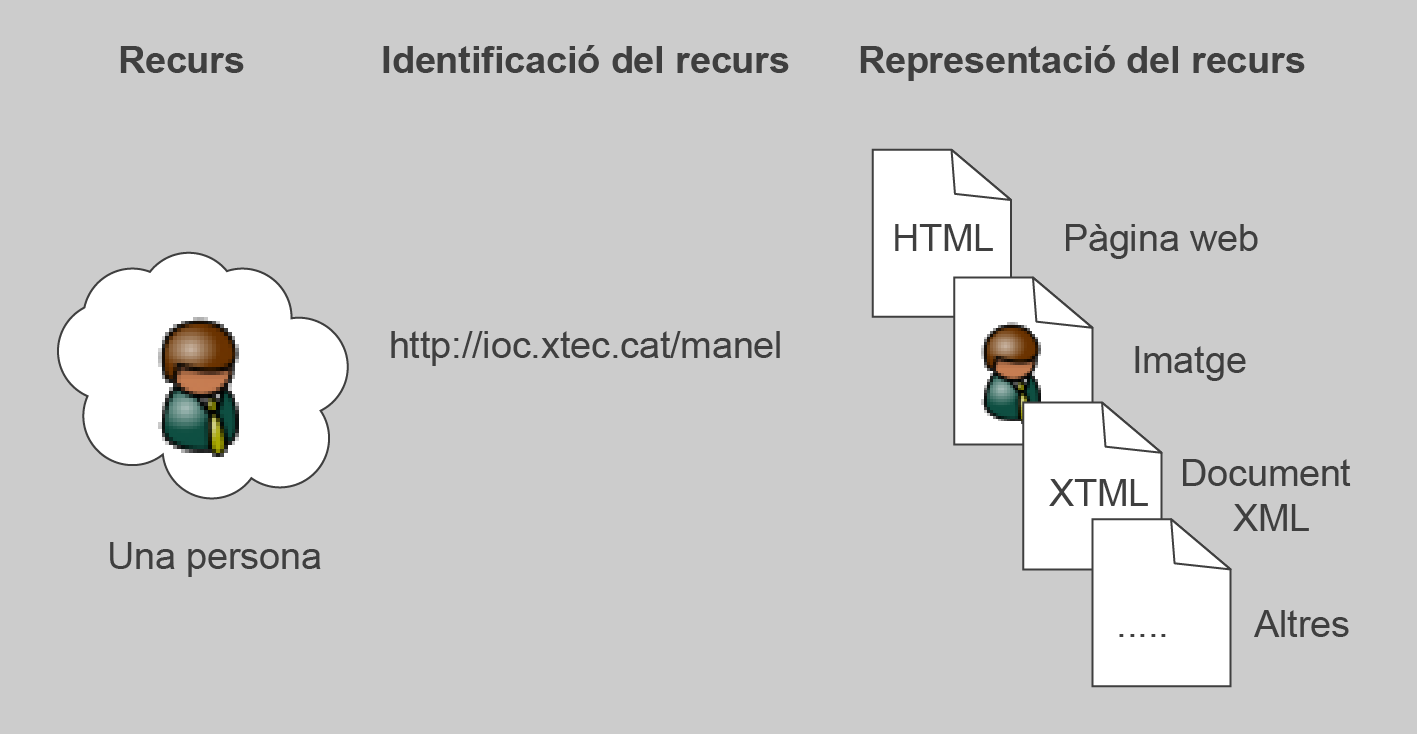 Recurs
Identificació del recurs
Representació del recurs
HTML
Pàgina web
http://ioc.xtec.cat/manel
Imatge
XTML
Document
XML
Una persona
.....
Altres